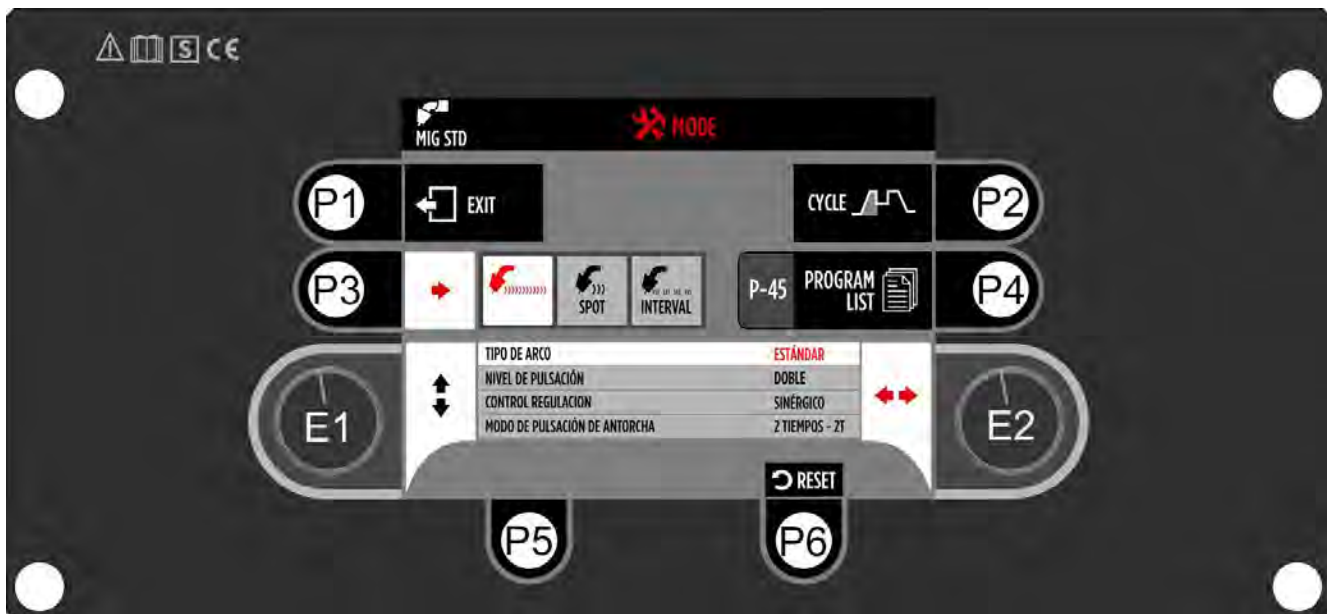 S CE
MIG STD
MODE
P1
EXIT
CYCLE
P2
P3
SPOT
INTERVAL
P-45
PROGRAM
LIST
P4
E1
TIPO DE ARCO ESTÁNDAR
NIVEL DE PULSACIÓN DOBLE
CONTROL REGULACION SINÉRGICO
MODO DE PULSACIÓN DE ANTORCHA 2 TIEMPOS - 2T
E2
RESET
P5
P6